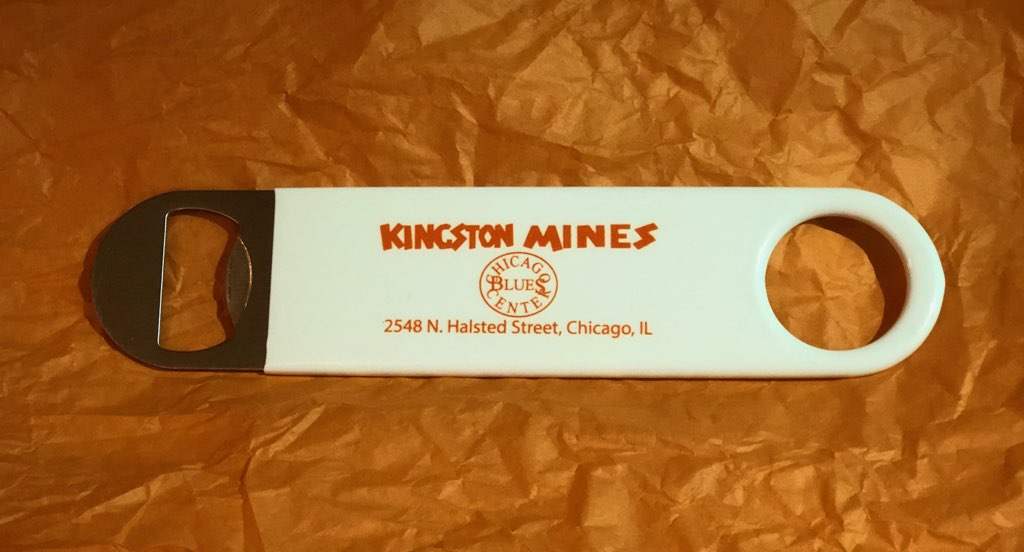 KINGSTON MINES
CHICAGO
BLUES
CENTER
2548 N. Halsted Street, Chicago, IL